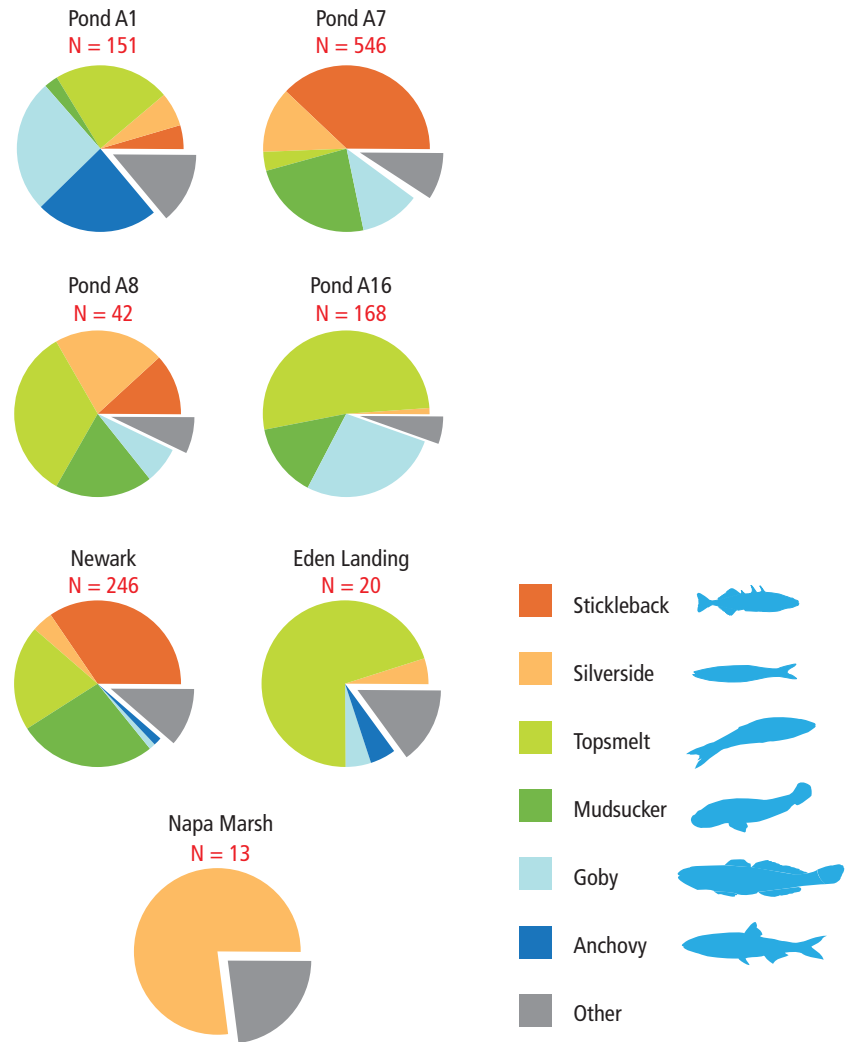 Pond A1
N = 151
Pond A7
N = 546
Pond A8
N = 42
Pond A16
N = 168
Newark
N = 246
Eden Landing
N = 20
Napa Marsh
N = 13
Stickleback
Silverside
Topsmelt
Mudsucker
Goby
Anchovy
Other